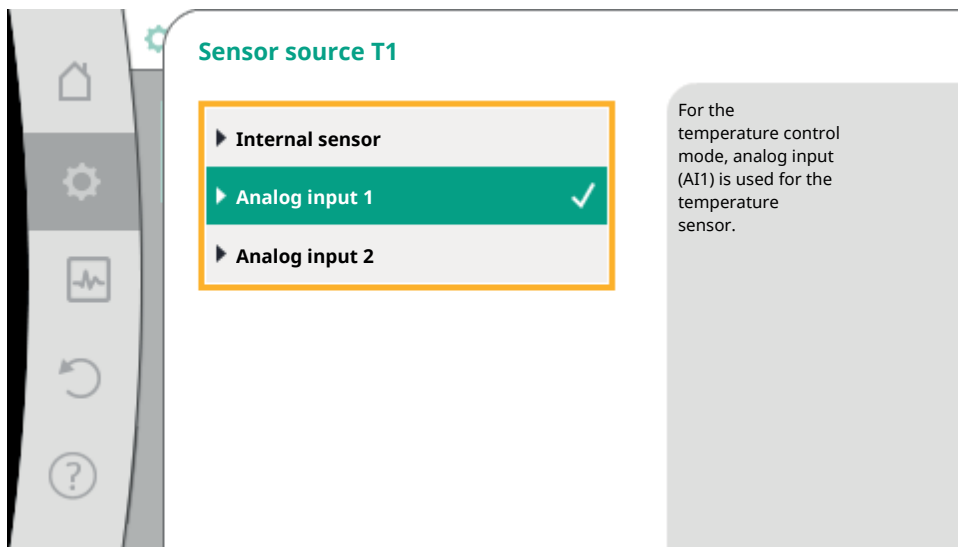 Sensor source T1
Internal sensor
Analog input 1
Analog input 2
For the
temperature control
mode, analog input
(AI1) is used for the
temperature
sensor.
?